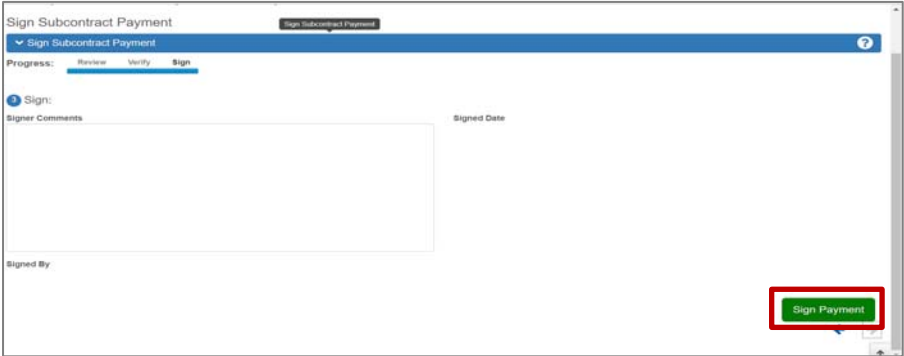 Sign Subcontract Payment
Sign Subcontract Payment
Sign Subcontract Payment
?
Progress: Review Verify Sign
3 Sign:
Signer Comments
Signed Date
Signed By
Sign Payment